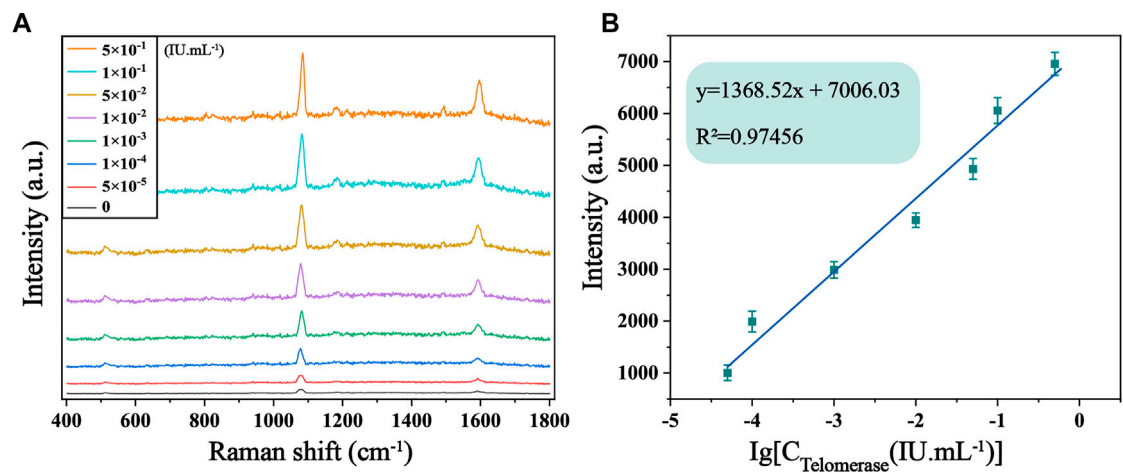 A
5×10⁻¹ (IU.mL⁻¹)
1×10⁻¹
5×10⁻²
1×10⁻²
1×10⁻³
1×10⁻⁴
5×10⁻⁵
0
Intensity (a.u.)
400 600 800 1000 1200 1400 1600 1800
Raman shift (cm⁻¹)
B
7000
6000
5000
4000
3000
2000
1000
y=1368.52x + 7006.03
R²=0.97456
Intensity (a.u.)
-5 -4 -3 -2 -1 0
Ig[C_Telomerase(IU.mL⁻¹)]